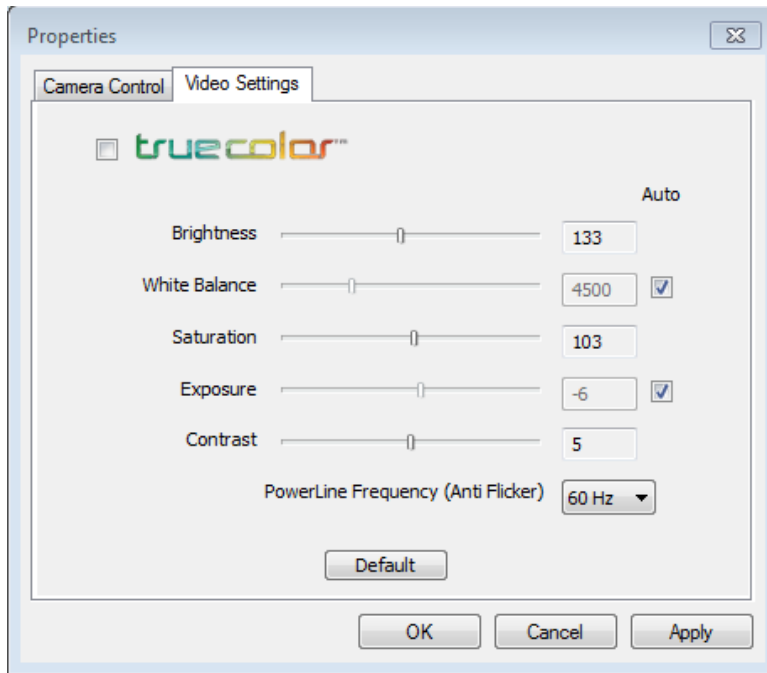 Properties
Camera Control Video Settings
truecolor™
Auto
Brightness 133
White Balance 4500
Saturation 103
Exposure -6
Contrast 5
PowerLine Frequency (Anti Flicker) 60 Hz
Default
OK Cancel Apply